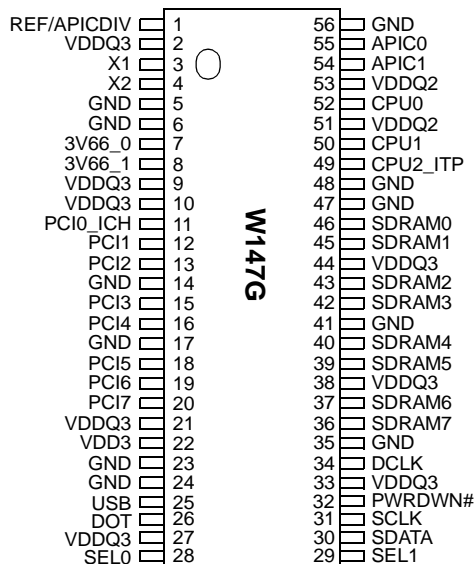 REF/APICDIV 1 56 GND
VDDQ3 2 55 APIC0
X1 3 54 APIC1
X2 4 53 VDDQ2
GND 5 52 CPU0
GND 6 51 VDDQ2
3V66_0 7 50 CPU1
3V66_1 8 49 CPU2_ITP
VDDQ3 9 48 GND
VDDQ3 10 47 GND
PCI0_ICH 11 46 SDRAM0
PCI1 12 45 SDRAM1
PCI2 13 44 VDDQ3
GND 14 43 SDRAM2
PCI3 15 42 SDRAM3
PCI4 16 41 GND
GND 17 40 SDRAM4
PCI5 18 39 SDRAM5
PCI6 19 38 VDDQ3
PCI7 20 37 SDRAM6
VDDQ3 21 36 SDRAM7
VDD3 22 35 GND
GND 23 34 DCLK
GND 24 33 VDDQ3
USB 25 32 PWRDWN#
DOT 26 31 SCLK
VDDQ3 27 30 SDATA
SEL0 28 29 SEL1
W147G